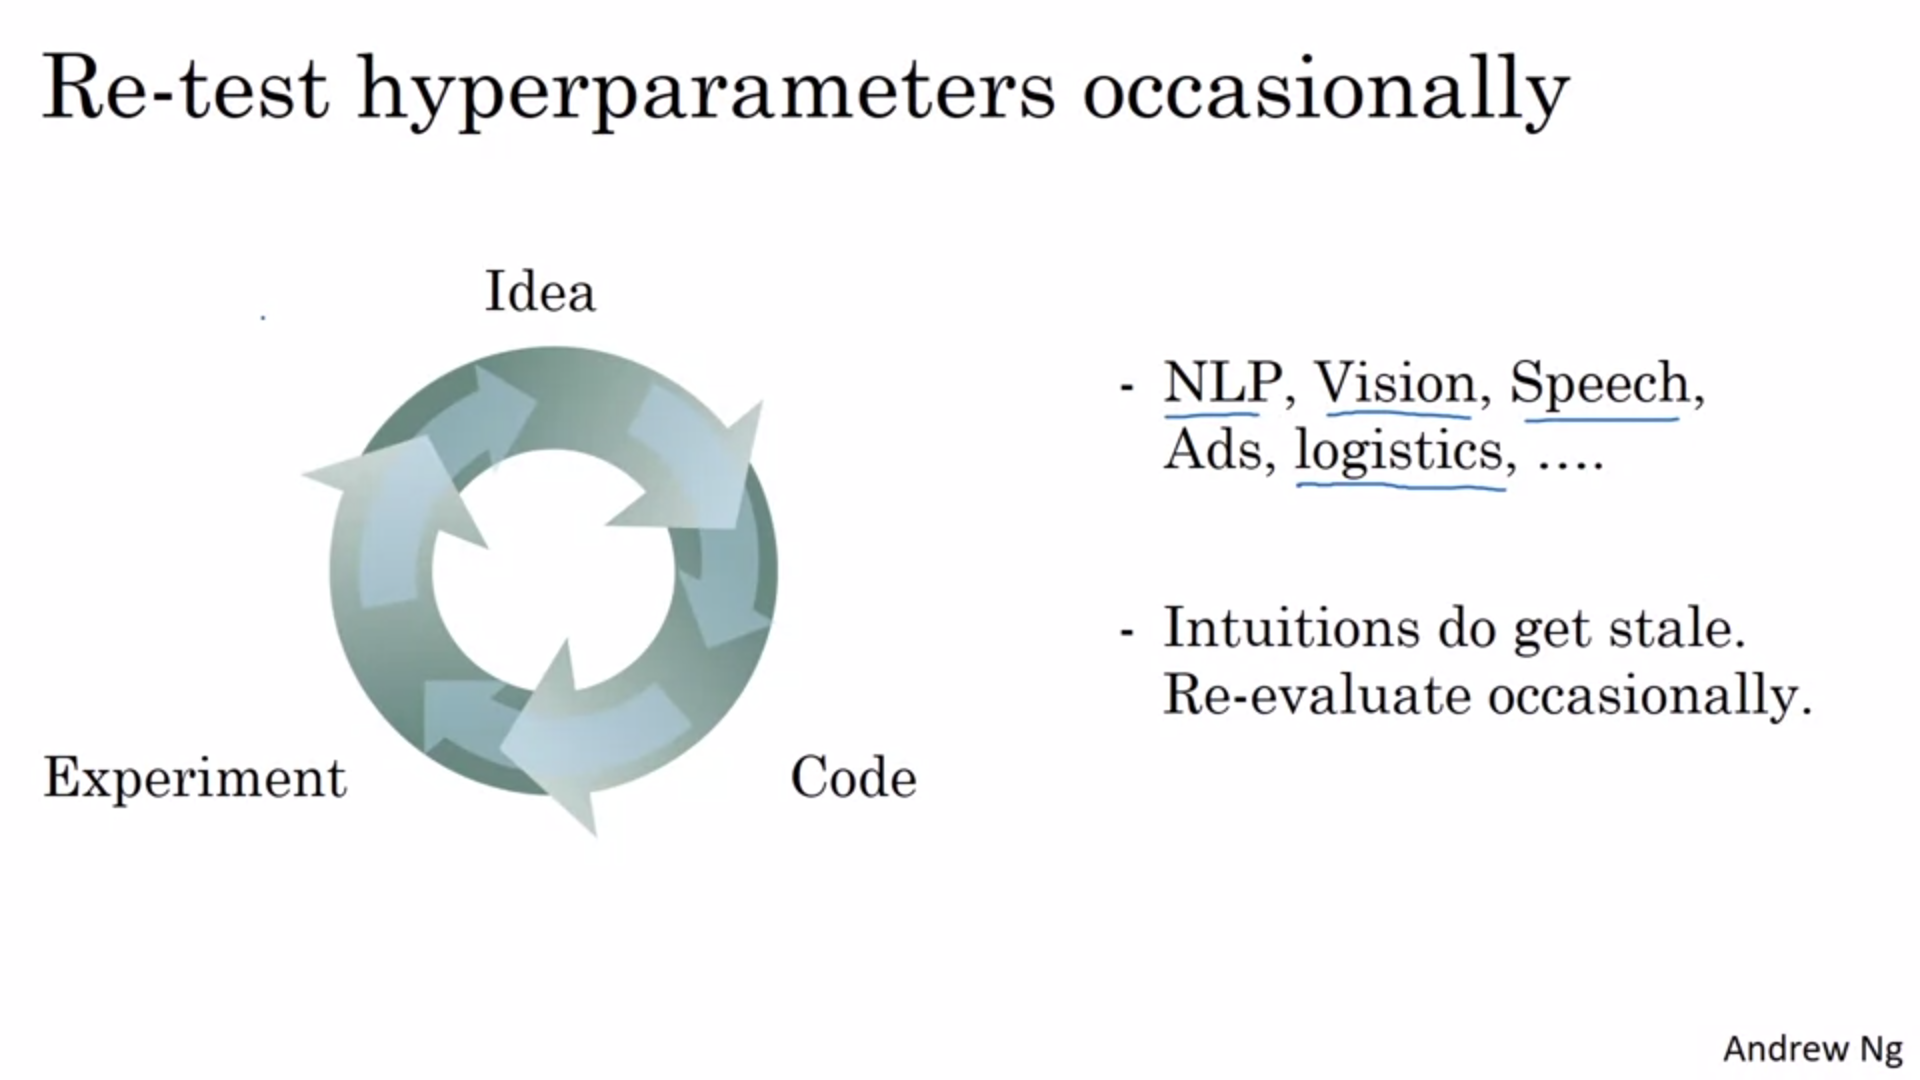 Re-test hyperparameters occasionally
Idea
Experiment
Code
- NLP, Vision, Speech,
Ads, logistics, ....
- Intuitions do get stale.
Re-evaluate occasionally.
Andrew Ng